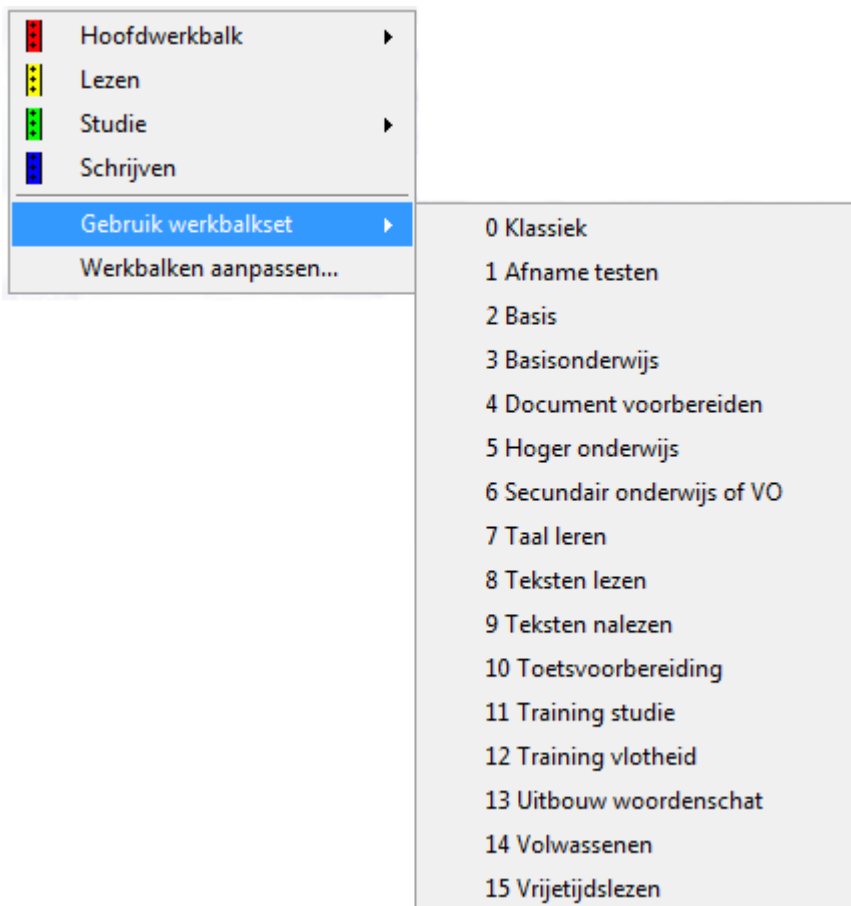 Hoofdwerkbalk
Lezen
Studie
Schrijven
Gebruik werkbalkset
Werkbalken aanpassen...
0 Klassiek
1 Afname testen
2 Basis
3 Basisonderwijs
4 Document voorbereiden
5 Hoger onderwijs
6 Secundair onderwijs of VO
7 Taal leren
8 Teksten lezen
9 Teksten nalezen
10 Toetsvoorbereiding
11 Training studie
12 Training vlotheid
13 Uitbouw woordenschat
14 Volwassenen
15 Vrijetijdslezen